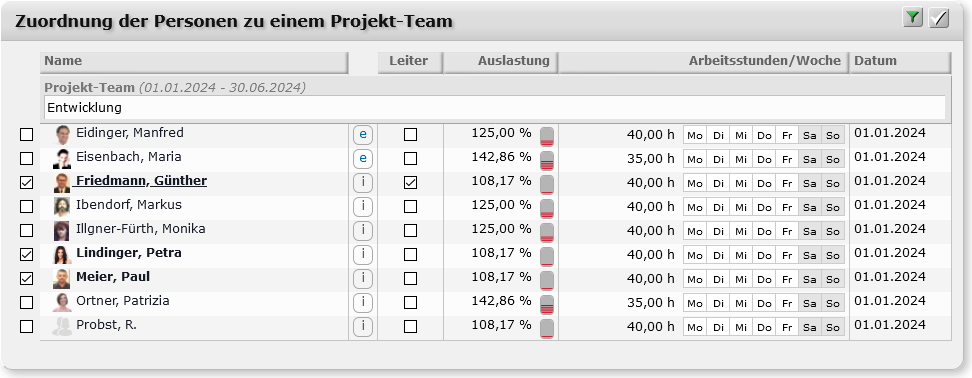 Zuordnung der Personen zu einem Projekt-Team
Name Leiter Auslastung Arbeitsstunden/Woche Datum
Projekt-Team (01.01.2024 - 30.06.2024)
Entwicklung
Eidinger, Manfred e 125,00 % 40,00 h Mo Di Mi Do Fr Sa So 01.01.2024
Eisenbach, Maria e 142,86 % 35,00 h Mo Di Mi Do Fr Sa So 01.01.2024
Friedmann, Günther i 108,17 % 40,00 h Mo Di Mi Do Fr Sa So 01.01.2024
Ibendorf, Markus i 125,00 % 40,00 h Mo Di Mi Do Fr Sa So 01.01.2024
Illgner-Fürth, Monika i 125,00 % 40,00 h Mo Di Mi Do Fr Sa So 01.01.2024
Lindinger, Petra i 108,17 % 40,00 h Mo Di Mi Do Fr Sa So 01.01.2024
Meier, Paul i 108,17 % 40,00 h Mo Di Mi Do Fr Sa So 01.01.2024
Ortner, Patrizia i 142,86 % 35,00 h Mo Di Mi Do Fr Sa So 01.01.2024
Probst, R. i 108,17 % 40,00 h Mo Di Mi Do Fr Sa So 01.01.2024